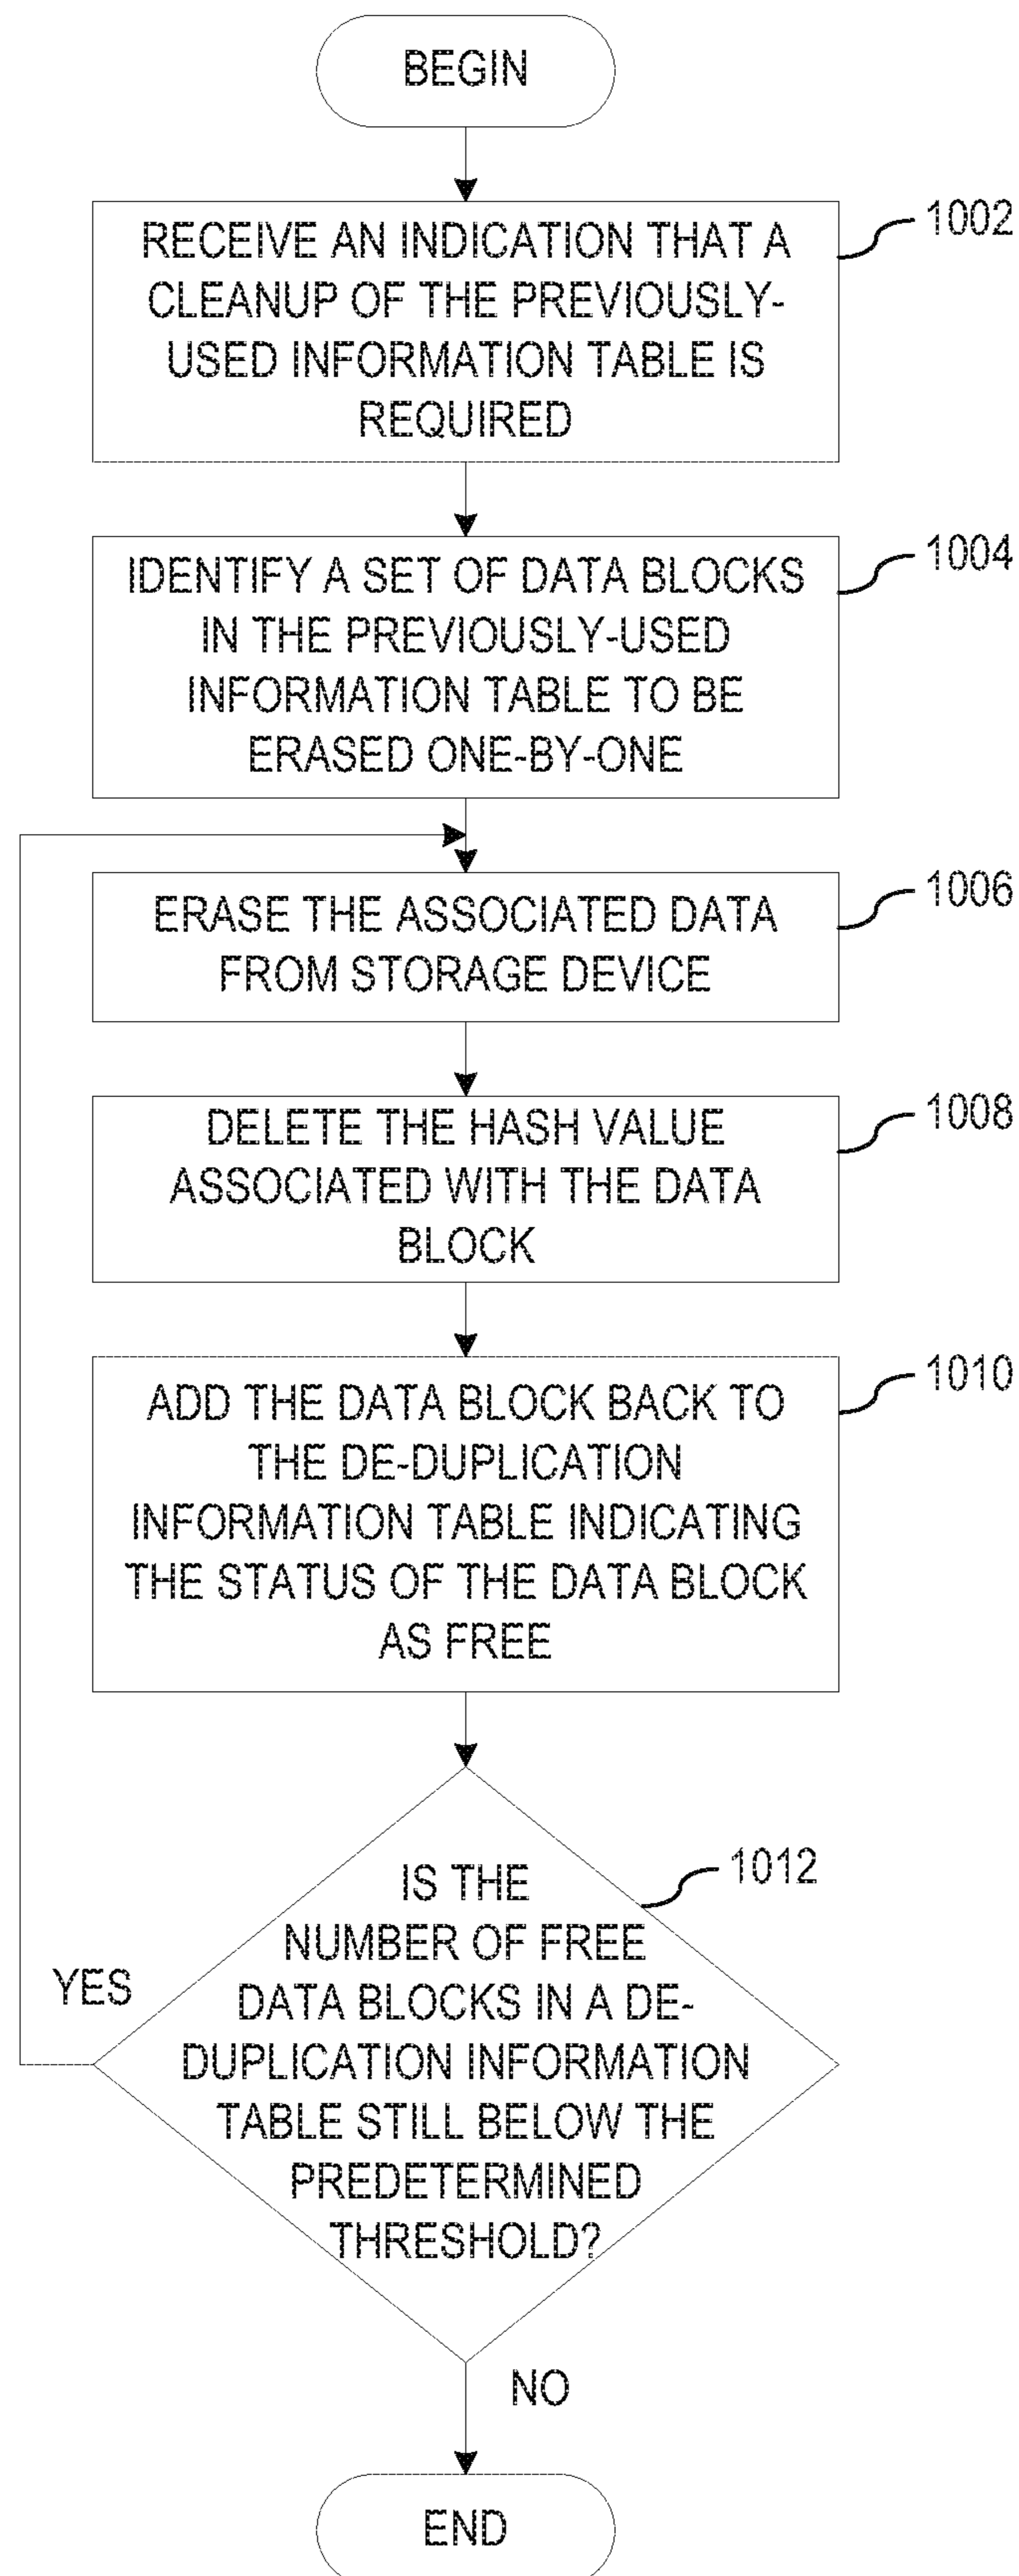 BEGIN
RECEIVE AN INDICATION THAT A
CLEANUP OF THE PREVIOUSLY-
USED INFORMATION TABLE IS
REQUIRED
1002
IDENTIFY A SET OF DATA BLOCKS
IN THE PREVIOUSLY-USED
INFORMATION TABLE TO BE
ERASED ONE-BY-ONE
1004
ERASE THE ASSOCIATED DATA
FROM STORAGE DEVICE
1006
DELETE THE HASH VALUE
ASSOCIATED WITH THE DATA
BLOCK
1008
ADD THE DATA BLOCK BACK TO
THE DE-DUPLICATION
INFORMATION TABLE INDICATING
THE STATUS OF THE DATA BLOCK
AS FREE
1010
IS THE
NUMBER OF FREE
DATA BLOCKS IN A DE-
DUPLICATION INFORMATION
TABLE STILL BELOW THE
PREDETERMINED
THRESHOLD?
1012
YES
NO
END